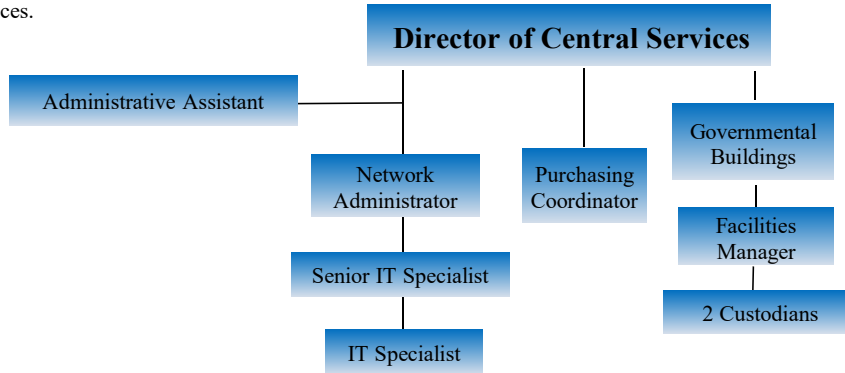 ces.
Director of Central Services
Administrative Assistant
Governmental
Buildings
Network
Administrator
Purchasing
Coordinator
Facilities
Manager
Senior IT Specialist
2 Custodians
IT Specialist